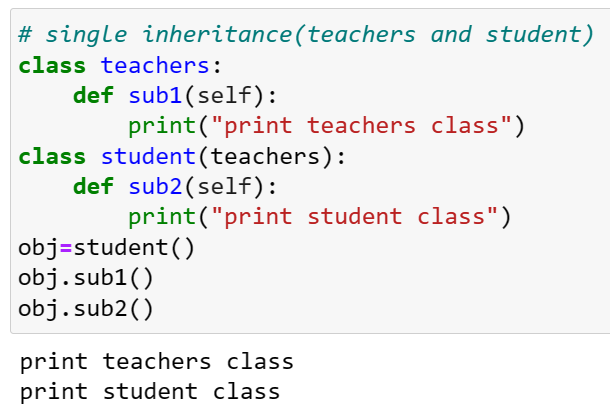 # single inheritance(teachers and student)
class teachers:
    def sub1(self):
        print("print teachers class")
class student(teachers):
    def sub2(self):
        print("print student class")
obj=student()
obj.sub1()
obj.sub2()
print teachers class
print student class